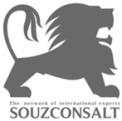 The network of international experts
SOUZCONSALT